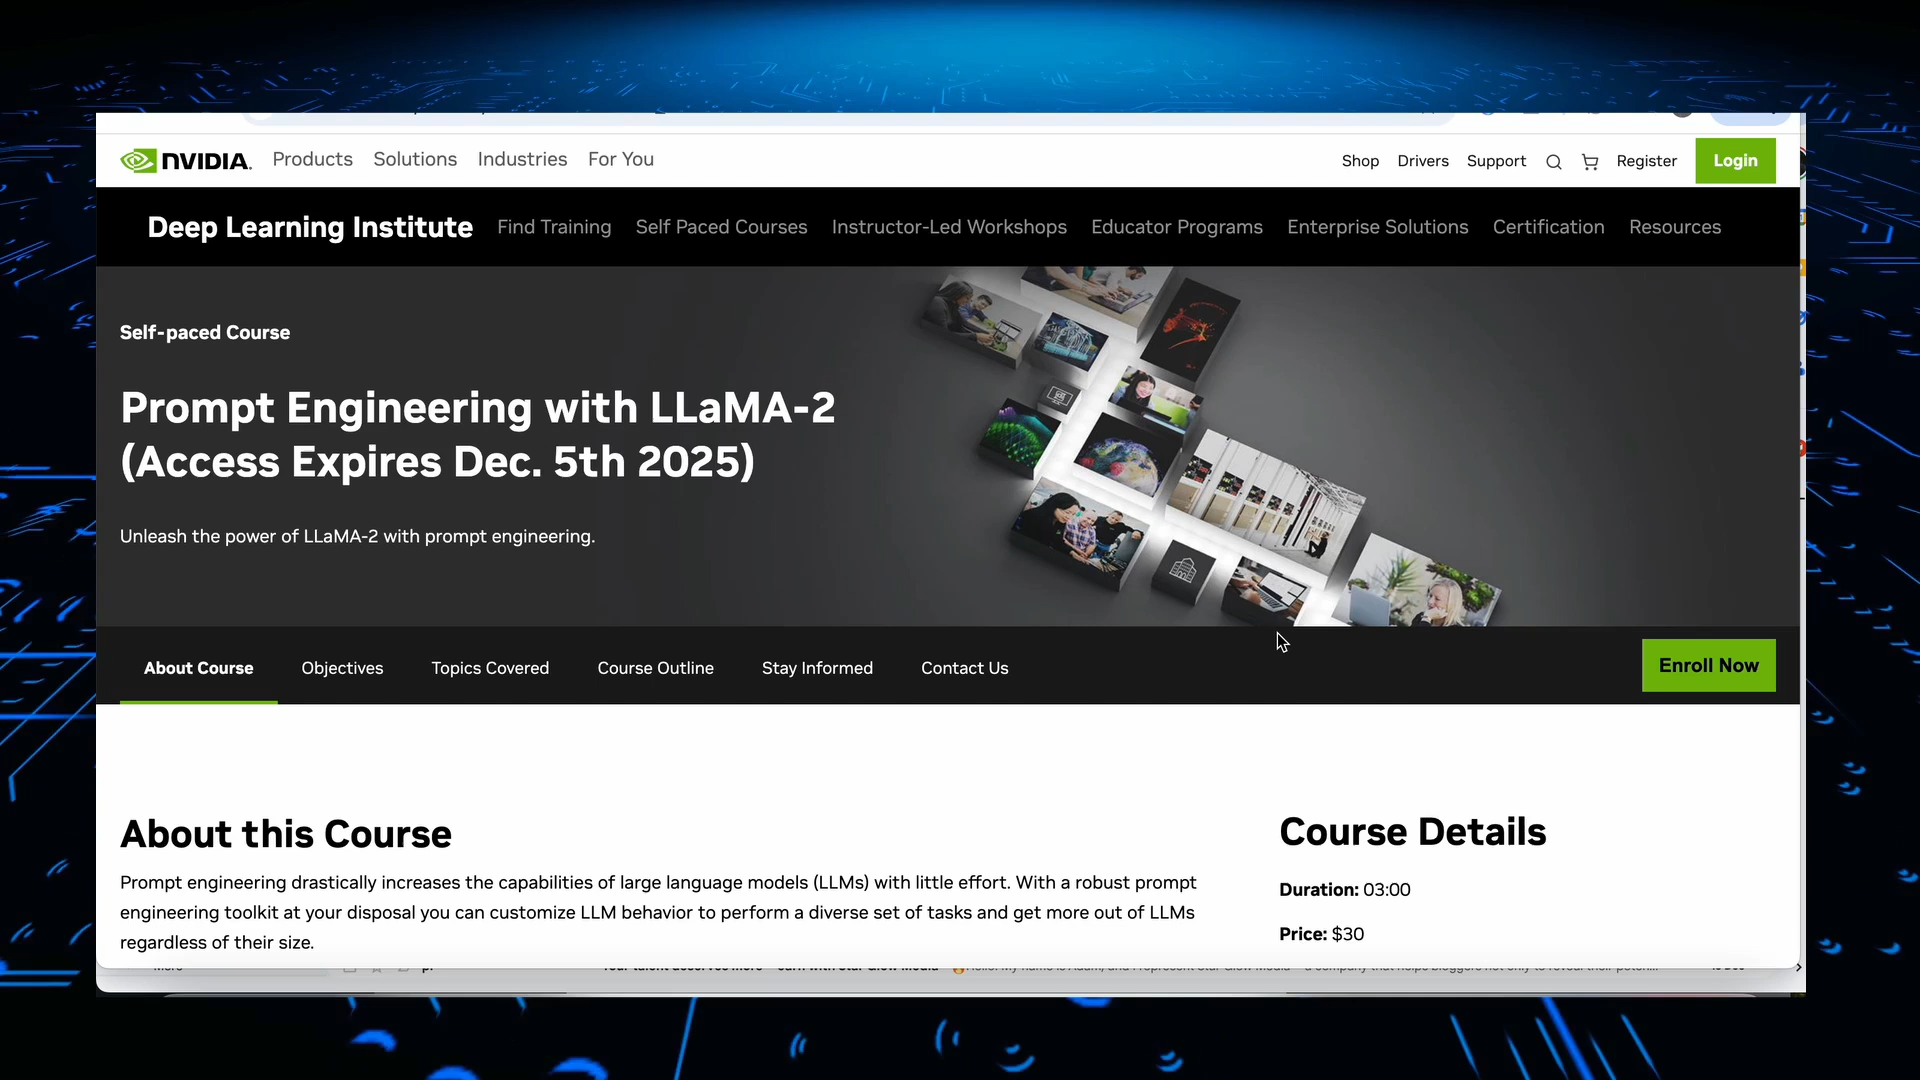 NVIDIA. Products Solutions Industries For You Shop Drivers Support Register Login
Deep Learning Institute Find Training Self Paced Courses Instructor-Led Workshops Educator Programs Enterprise Solutions Certification Resources
Self-paced Course
Prompt Engineering with LLaMA-2
(Access Expires Dec. 5th 2025)
Unleash the power of LLaMA-2 with prompt engineering.
About Course Objectives Topics Covered Course Outline Stay Informed Contact Us Enroll Now
About this Course
Prompt engineering drastically increases the capabilities of large language models (LLMs) with little effort. With a robust prompt
engineering toolkit at your disposal you can customize LLM behavior to perform a diverse set of tasks and get more out of LLMs
regardless of their size.
Course Details
Duration: 03:00
Price: $30